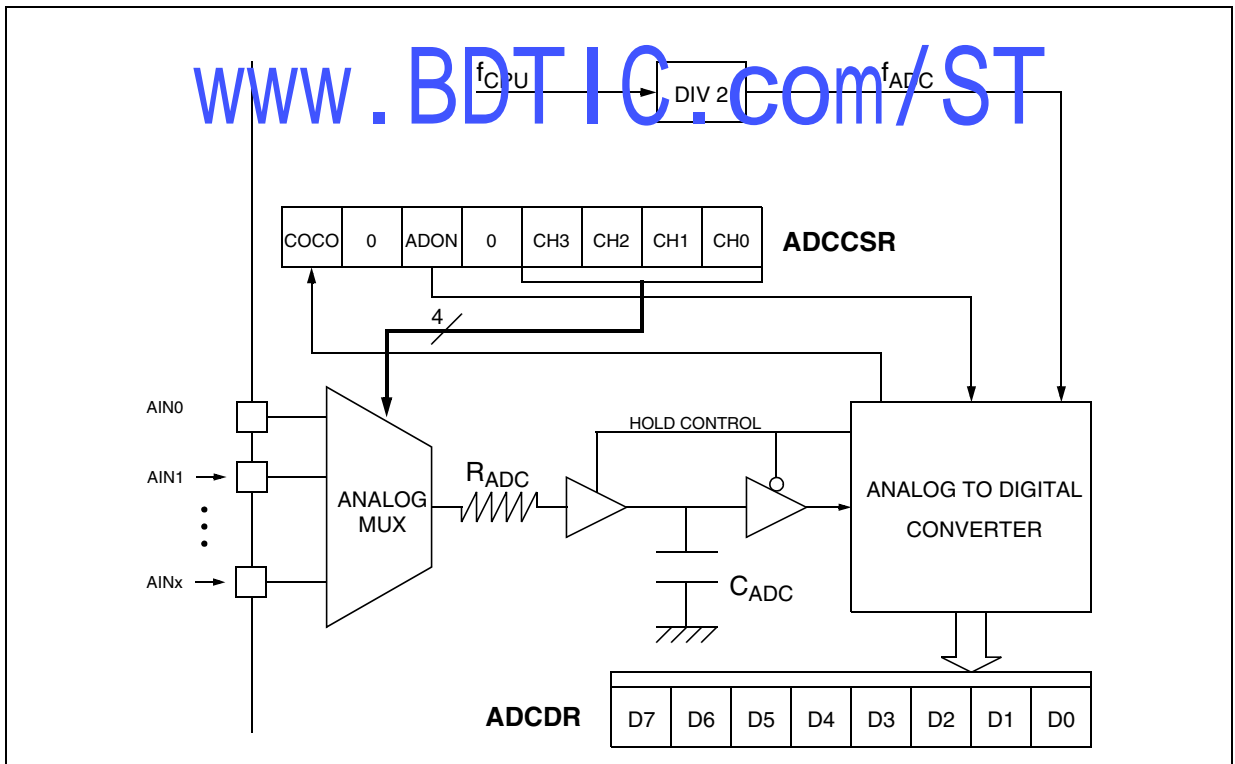 www.BDTIC.com/ST
fCPU
DIV 2
fADC
COCO 0 ADON 0 CH3 CH2 CH1 CH0
ADCCSR
4
AIN0
HOLD CONTROL
AIN1
RADC
ANALOG
MUX
ANALOG TO DIGITAL
CONVERTER
AINx
CADC
ADCDR
D7 D6 D5 D4 D3 D2 D1 D0